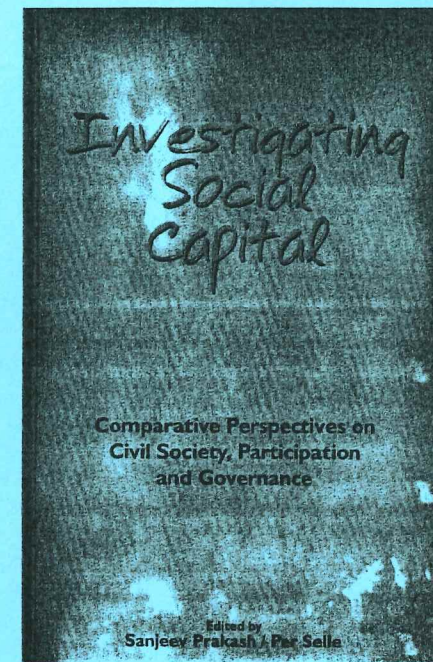 Investigating
Social
Capital
Comparative Perspectives on
Civil Society, Participation
and Governance
Edited by
Sanjeev Prakash / Per Selle